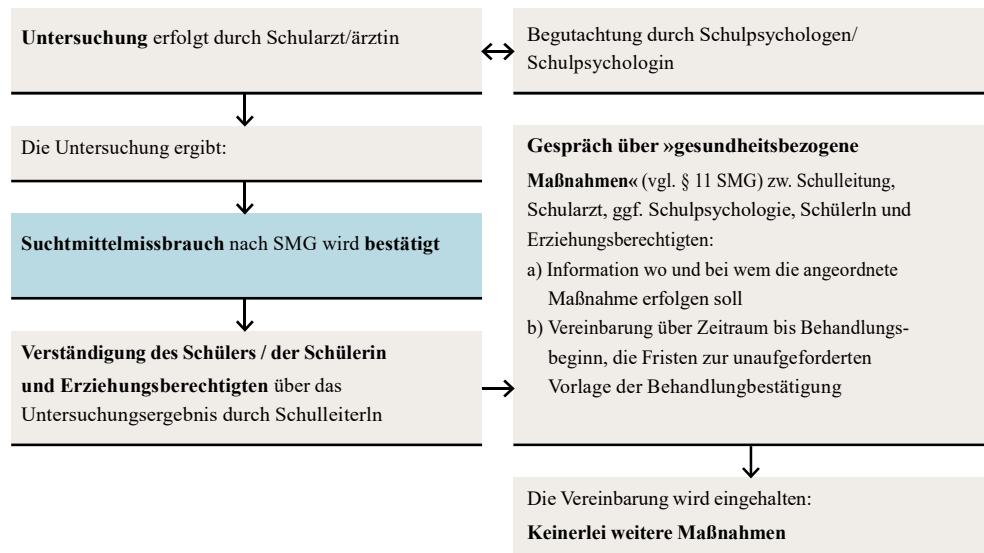 Untersuchung erfolgt durch Schularzt/ärztin
Begutachtung durch Schulpsychologen/
Schulpsychologin
Die Untersuchung ergibt:
Suchtmittelmissbrauch nach SMG wird bestätigt
Verständigung des Schülers / der Schülerin
und Erziehungsberechtigten über das
Untersuchungsergebnis durch Schulleiterln
Gespräch über »gesundheitsbezogene
Maßnahmen« (vgl. § 11 SMG) zw. Schulleitung,
Schularzt, ggf. Schulpsychologie, Schülerln und
Erziehungsberechtigten:
a) Information wo und bei wem die angeordnete
Maßnahme erfolgen soll
b) Vereinbarung über Zeitraum bis Behandlungs-
beginn, die Fristen zur unaufgeforderten
Vorlage der Behandlungbestätigung
Die Vereinbarung wird eingehalten:
Keinerlei weitere Maßnahmen